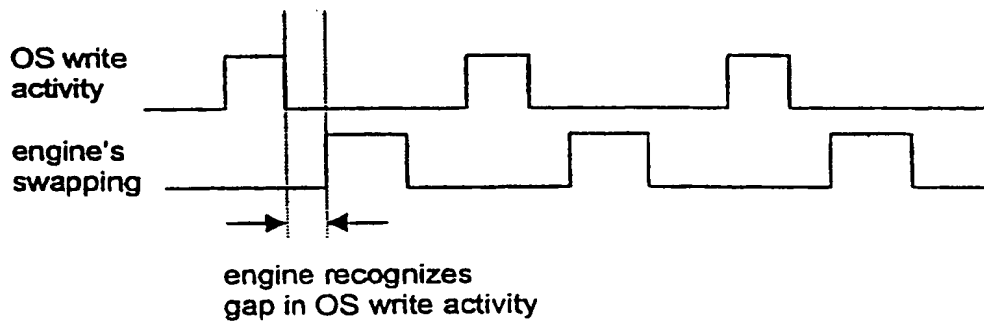 OS write
activity
engine's
swapping
engine recognizes
gap in OS write activity